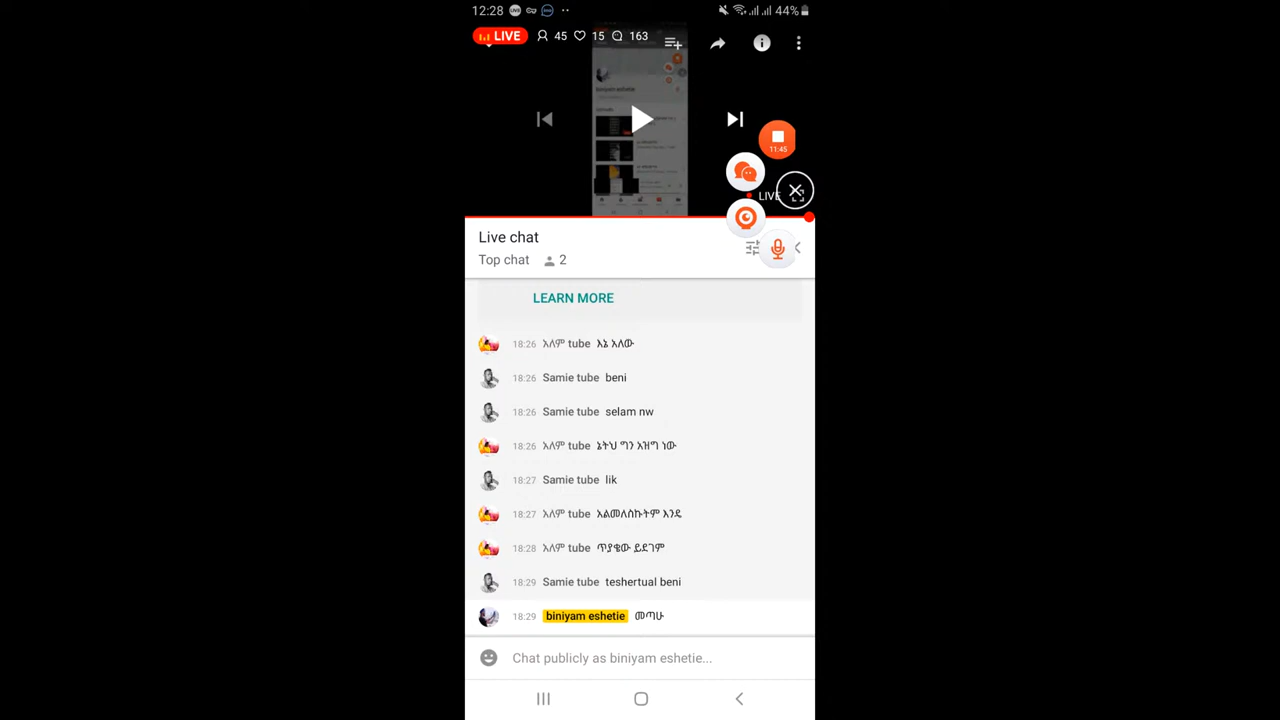 12:28 44%
LIVE 45 15 163
11:45
LIVE
Live chat
Top chat 2
LEARN MORE
18:26 አለም tube እኔ አለው
18:26 Samie tube beni
18:26 Samie tube selam nw
18:26 አለም tube ኔትህ ግን አዝግ ነው
18:27 Samie tube lik
18:27 አለም tube አልመለስኩትም እንዴ
18:28 አለም tube ጥያቄው ይደገም
18:29 Samie tube teshertual beni
18:29 biniyam eshetie መጣሁ
Chat publicly as biniyam eshetie...